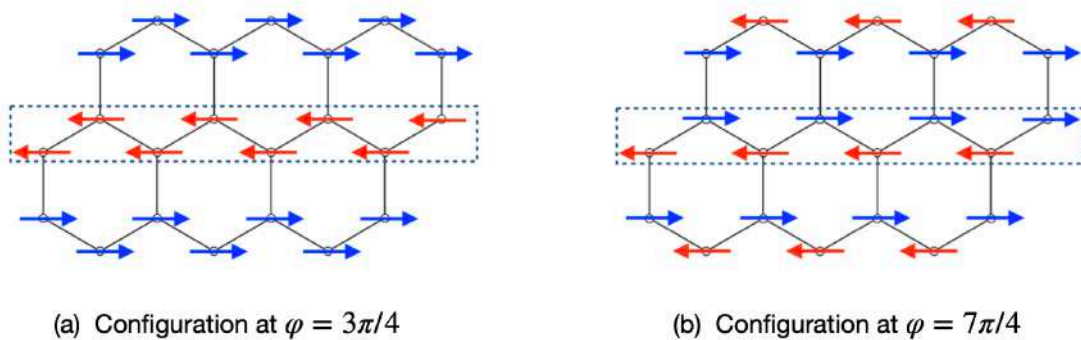 (a) Configuration at φ = 3π/4
(b) Configuration at φ = 7π/4